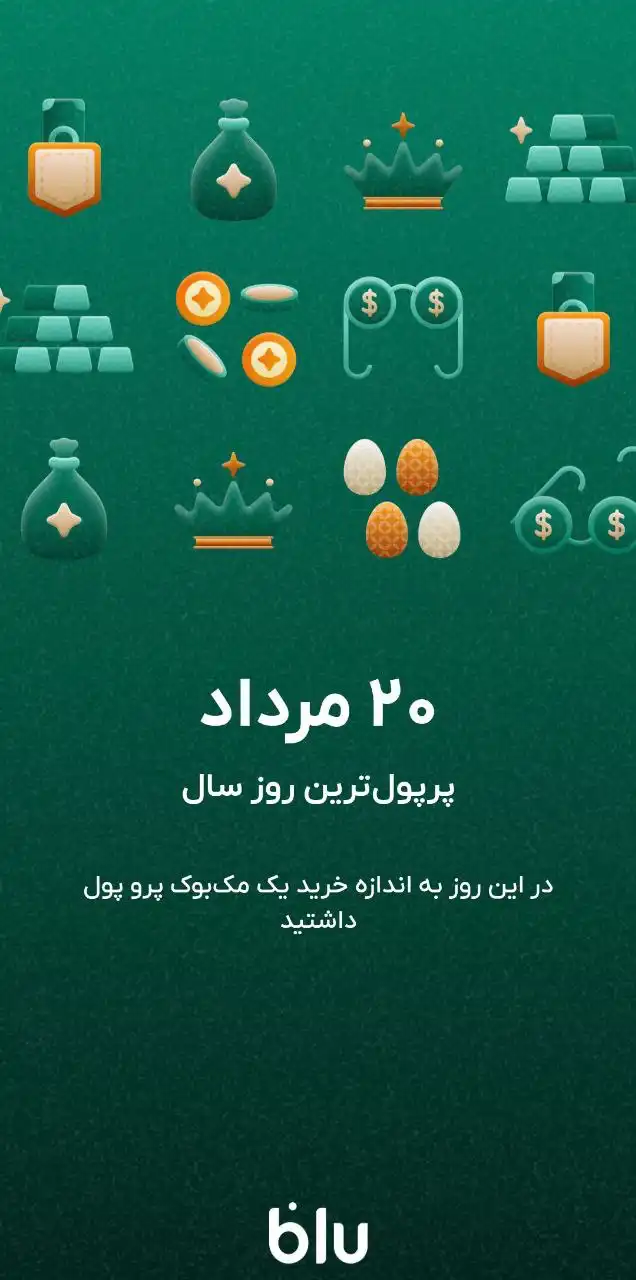 ۲۰ مرداد
پرپول‌ترین روز سال
در این روز به اندازه خرید یک مک‌بوک پرو پول
داشتید
blu